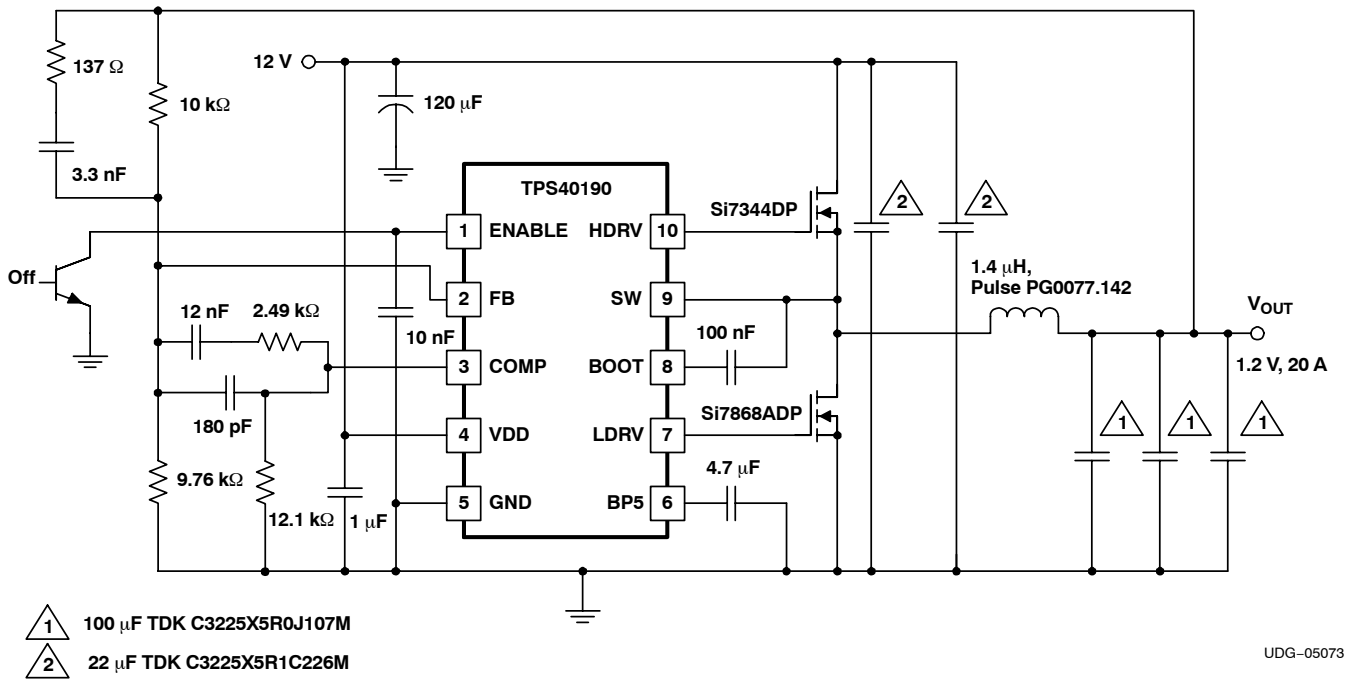 137 Ω
10 kΩ
3.3 nF
12 V
120 μF
TPS40190
1 ENABLE HDRV 10
2 FB SW 9
3 COMP BOOT 8
4 VDD LDRV 7
5 GND BP5 6
Si7344DP
2
2
Off
12 nF
2.49 kΩ
10 nF
100 nF
1.4 μH,
Pulse PG0077.142
VOUT
1.2 V, 20 A
180 pF
Si7868ADP
1
1
1
9.76 kΩ
12.1 kΩ
1 μF
4.7 μF
1 100 μF TDK C3225X5R0J107M
2 22 μF TDK C3225X5R1C226M
UDG–05073